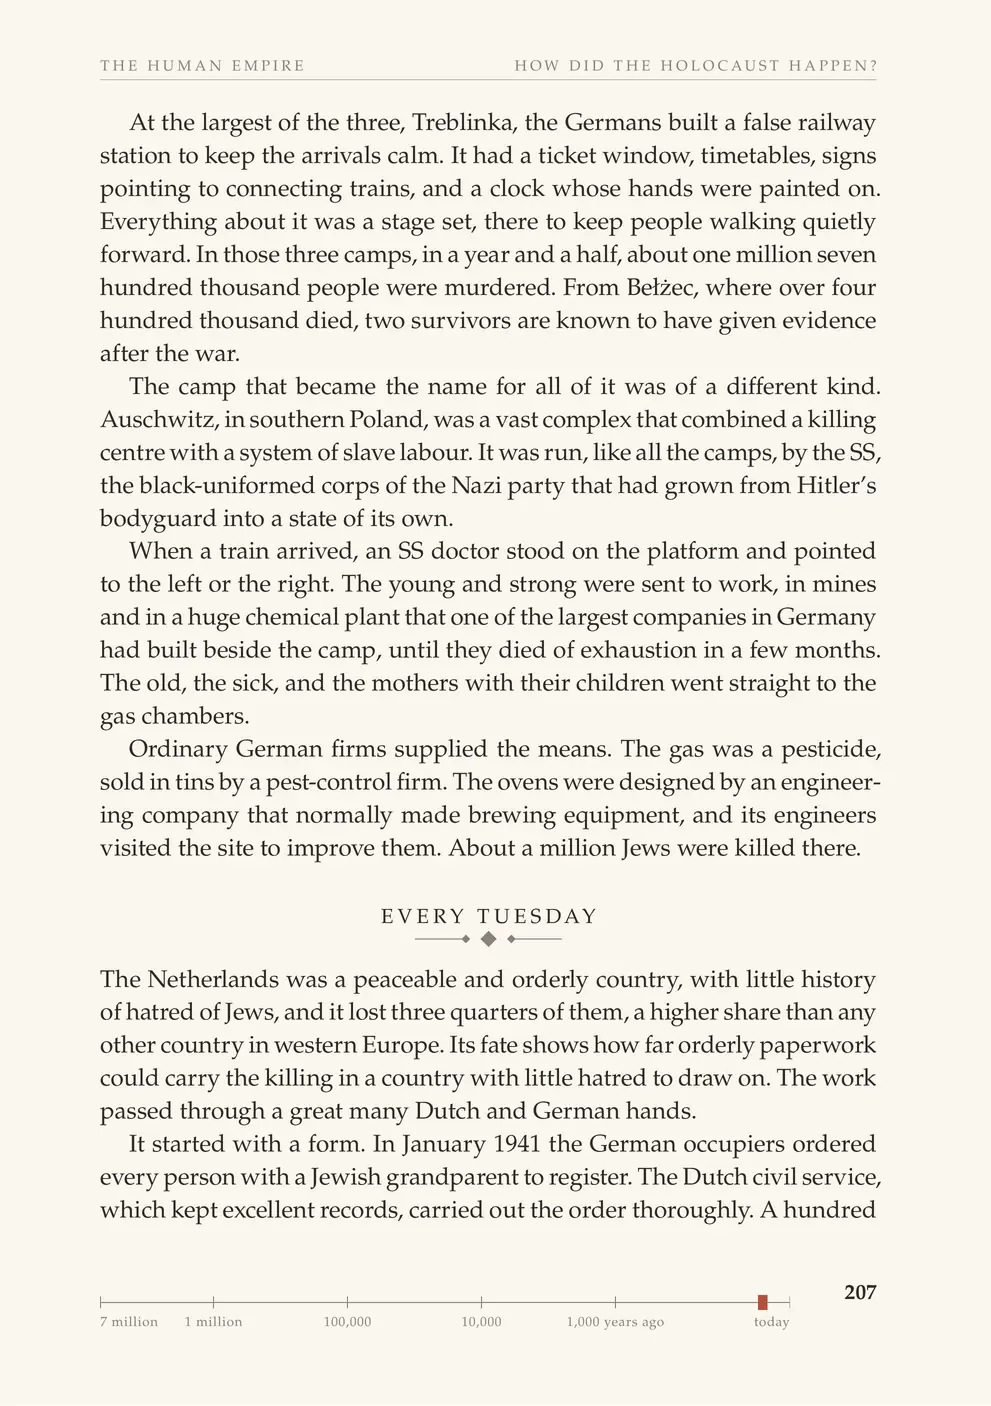 THE HUMAN EMPIRE
HOW DID THE HOLOCAUST HAPPEN?
At the largest of the three, Treblinka, the Germans built a false railway
station to keep the arrivals calm. It had a ticket window, timetables, signs
pointing to connecting trains, and a clock whose hands were painted on.
Everything about it was a stage set, there to keep people walking quietly
forward. In those three camps, in a year and a half, about one million seven
hundred thousand people were murdered. From Bełżec, where over four
hundred thousand died, two survivors are known to have given evidence
after the war.
The camp that became the name for all of it was of a different kind.
Auschwitz, in southern Poland, was a vast complex that combined a killing
centre with a system of slave labour. It was run, like all the camps, by the SS,
the black-uniformed corps of the Nazi party that had grown from Hitler’s
bodyguard into a state of its own.
When a train arrived, an SS doctor stood on the platform and pointed
to the left or the right. The young and strong were sent to work, in mines
and in a huge chemical plant that one of the largest companies in Germany
had built beside the camp, until they died of exhaustion in a few months.
The old, the sick, and the mothers with their children went straight to the
gas chambers.
Ordinary German firms supplied the means. The gas was a pesticide,
sold in tins by a pest-control firm. The ovens were designed by an engineer-
ing company that normally made brewing equipment, and its engineers
visited the site to improve them. About a million Jews were killed there.
EVERY TUESDAY
The Netherlands was a peaceable and orderly country, with little history
of hatred of Jews, and it lost three quarters of them, a higher share than any
other country in western Europe. Its fate shows how far orderly paperwork
could carry the killing in a country with little hatred to draw on. The work
passed through a great many Dutch and German hands.
It started with a form. In January 1941 the German occupiers ordered
every person with a Jewish grandparent to register. The Dutch civil service,
which kept excellent records, carried out the order thoroughly. A hundred
207
7 million 1 million 100,000 10,000 1,000 years ago today